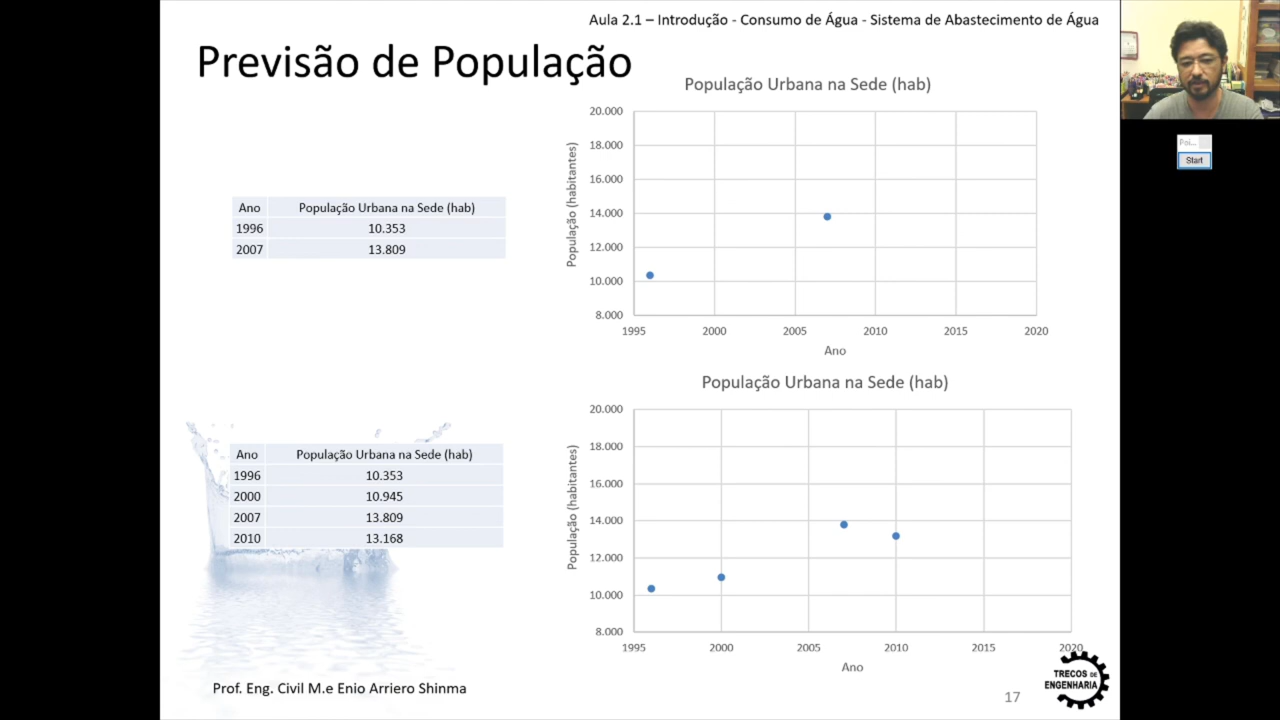 Aula 2.1 – Introdução - Consumo de Água - Sistema de Abastecimento de Água
Previsão de População
População Urbana na Sede (hab)
20.000
18.000
16.000
14.000
12.000
10.000
8.000
População (habitantes)
1995 2000 2005 2010 2015 2020
Ano
Ano População Urbana na Sede (hab)
1996 10.353
2007 13.809
População Urbana na Sede (hab)
20.000
18.000
16.000
14.000
12.000
10.000
8.000
População (habitantes)
1995 2000 2005 2010 2015 2020
Ano
Ano População Urbana na Sede (hab)
1996 10.353
2000 10.945
2007 13.809
2010 13.168
Prof. Eng. Civil M.e Enio Arriero Shinma
17
TRECOS DE
ENGENHARIA
Start